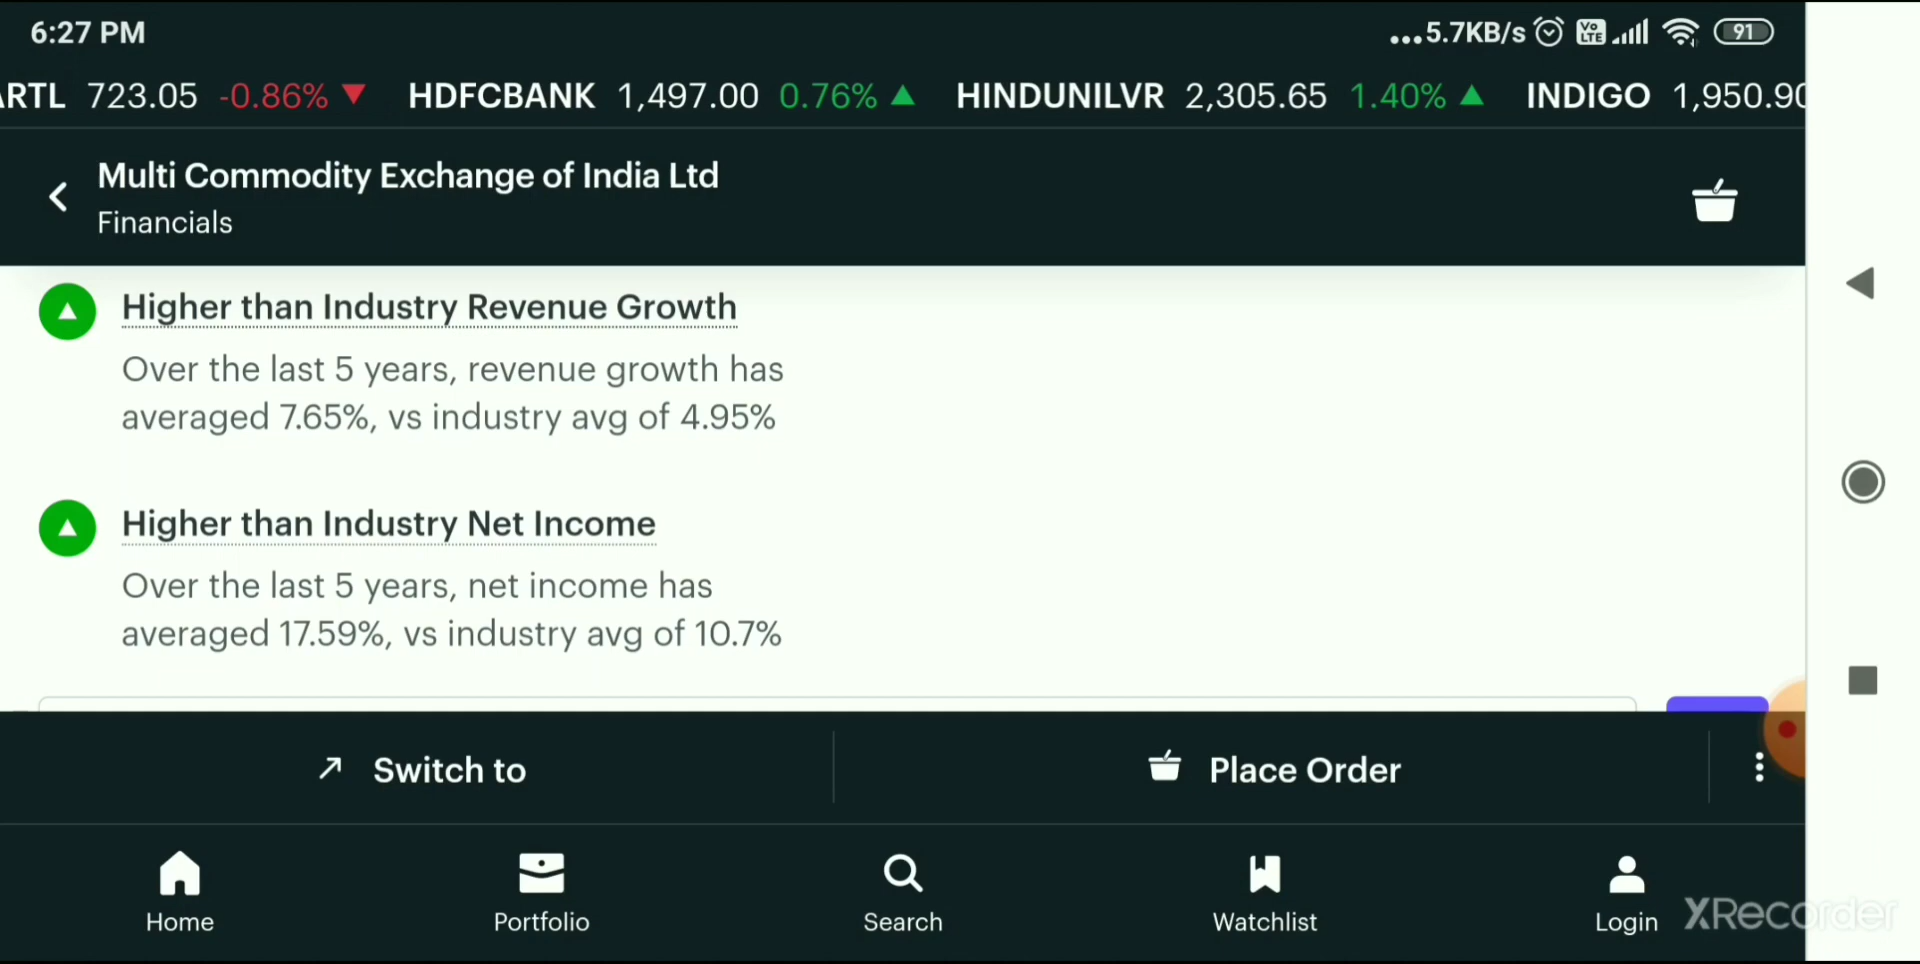 6:27 PM ...5.7KB/s Vo LTE 91
ARTL 723.05 -0.86% ▼ HDFCBANK 1,497.00 0.76% ▲ HINDUNILVR 2,305.65 1.40% ▲ INDIGO 1,950.90
Multi Commodity Exchange of India Ltd
Financials
Higher than Industry Revenue Growth
Over the last 5 years, revenue growth has
averaged 7.65%, vs industry avg of 4.95%
Higher than Industry Net Income
Over the last 5 years, net income has
averaged 17.59%, vs industry avg of 10.7%
Switch to Place Order
Home Portfolio Search Watchlist Login
XRecorder